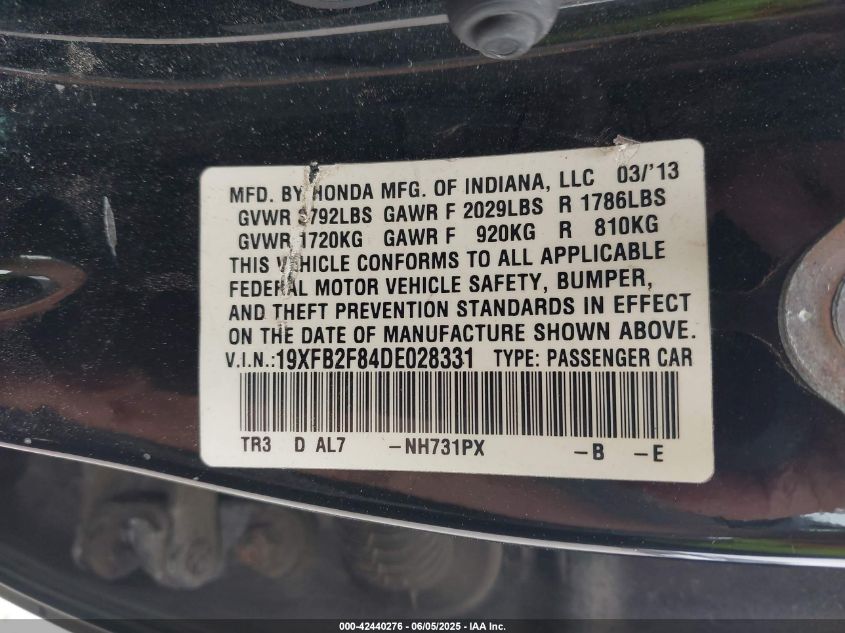 MFD. BY HONDA MFG. OF INDIANA, LLC 03/'13
GVWR 3792LBS GAWR F 2029LBS R 1786LBS
GVWR 1720KG GAWR F 920KG R 810KG
THIS VEHICLE CONFORMS TO ALL APPLICABLE
FEDERAL MOTOR VEHICLE SAFETY, BUMPER,
AND THEFT PREVENTION STANDARDS IN EFFECT
ON THE DATE OF MANUFACTURE SHOWN ABOVE.
V.I.N.:19XFB2F84DE028331 TYPE: PASSENGER CAR
TR3 D AL7 -NH731PX -B -E
000-42440276 - 06/05/2025 - IAA Inc.